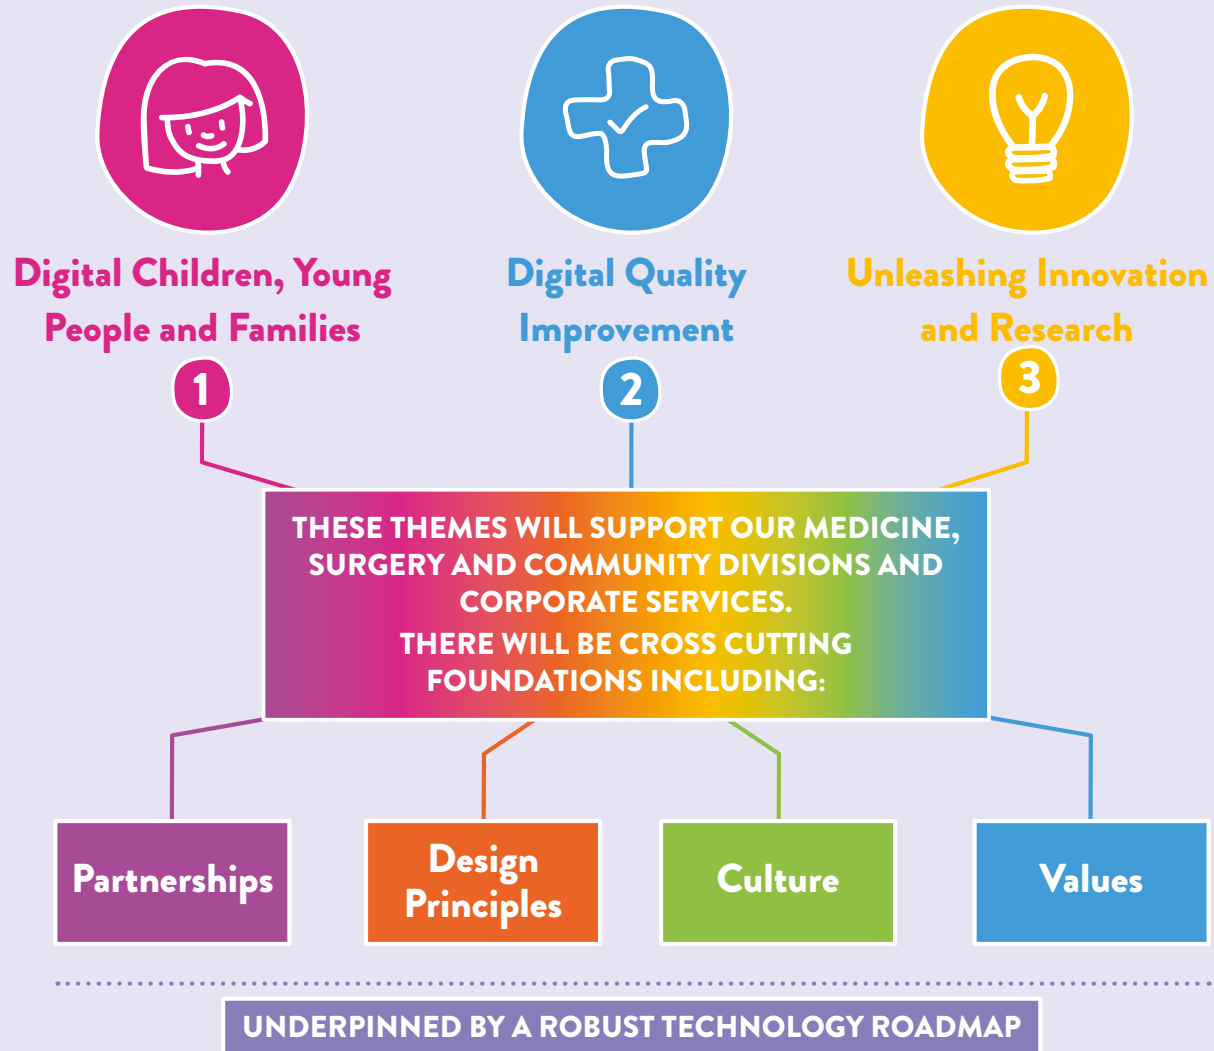 Digital Children, Young
People and Families
1
Digital Quality
Improvement
2
Unleashing Innovation
and Research
3
THESE THEMES WILL SUPPORT OUR MEDICINE,
SURGERY AND COMMUNITY DIVISIONS AND
CORPORATE SERVICES.
THERE WILL BE CROSS CUTTING
FOUNDATIONS INCLUDING:
Partnerships
Design
Principles
Culture
Values
UNDERPINNED BY A ROBUST TECHNOLOGY ROADMAP